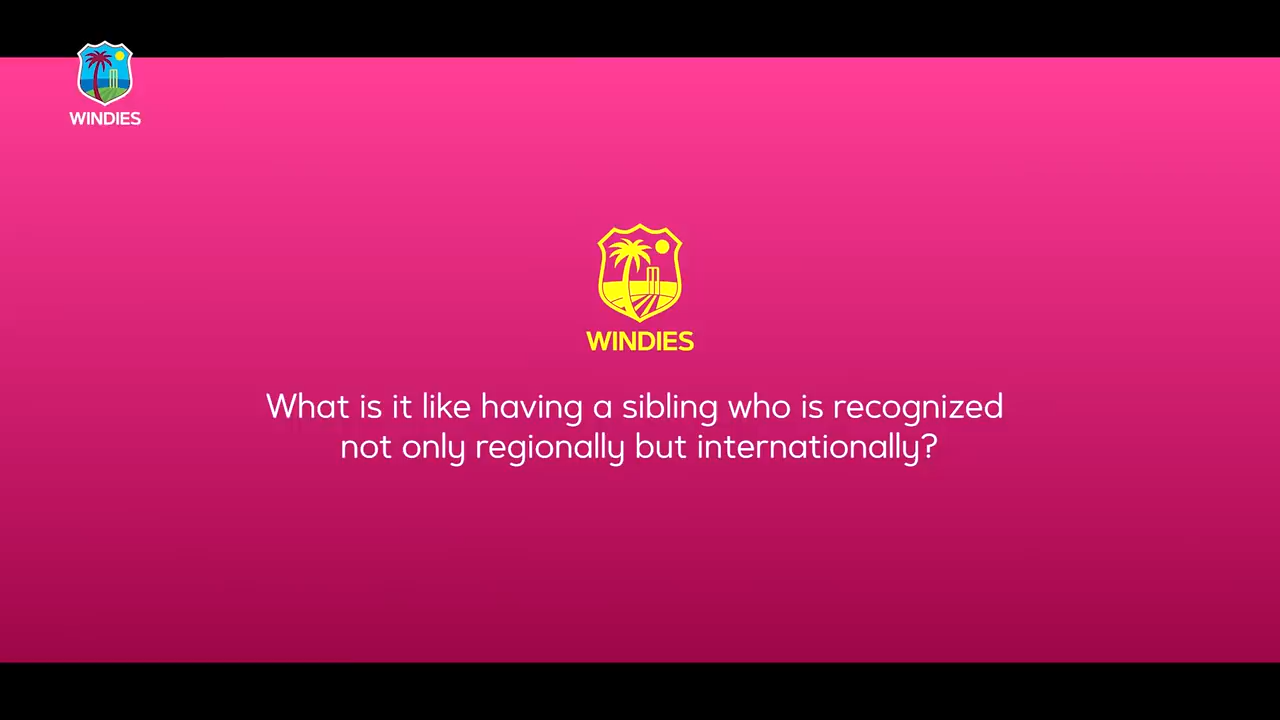 WINDIES
WINDIES
What is it like having a sibling who is recognized
not only regionally but internationally?